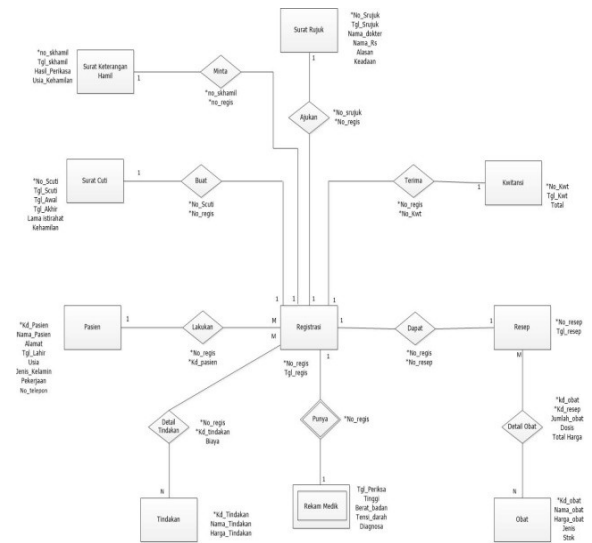 Surat Rujuk
*No_Srujuk
Tgl_Srujuk
Nama_dokter
Nama_Rs
Alasan
Keadaan
1
*no_skhamil
Tgl_skhamil
Hasil_Perikasa
Usia_Kehamilan
Surat Keterangan
Hamil
1
Minta
*no_skhamil
*no_regis
Ajukan
*No_srujuk
*No_regis
*No_Scuti
Tgl_Scuti
Tgl_Awal
Tgl_Akhir
Lama istirahat
Kehamilan
Surat Cuti
1
Buat
*No_Scuti
*No_regis
Terima
*No_regis
*No_Kwt
1
Kwitansi
*No_Kwt
Tgl_Kwt
Total
1
1
1
1
*Kd_Pasien
Nama_Pasien
Alamat
Tgl_Lahir
Usia
Jenis_Kelamin
Pekerjaan
No_telepon
Pasien
1
Lakukan
*No_regis
*Kd_pasien
M
M
Registrasi
*No_regis
Tgl_regis
1
1
Dapat
*No_regis
*No_resep
1
Resep
*No_resep
Tgl_resep
M
Detail
Tindakan
*No_regis
*Kd_tindakan
Biaya
Punya
*No_regis
Detail Obat
*kd_obat
*Kd_resep
Jumlah_obat
Dosis
Total Harga
N
Tindakan
*Kd_Tindakan
Nama_Tindakan
Harga_Tindakan
1
Rekam Medik
Tgl_Periksa
Tinggi
Berat_badan
Tensi_darah
Diagnosa
N
Obat
*Kd_obat
Nama_obat
Harga_obat
Jenis
Stok